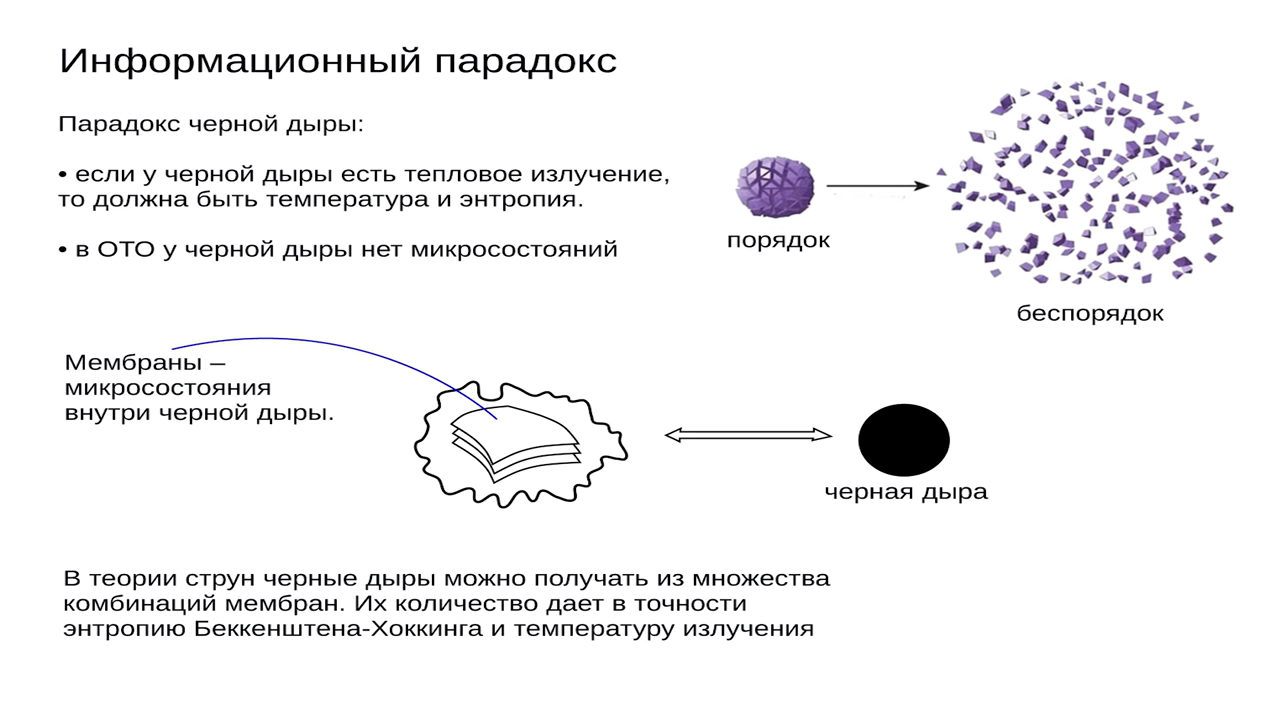 Информационный парадокс
Парадокс черной дыры:
• если у черной дыры есть тепловое излучение,
то должна быть температура и энтропия.
• в ОТО у черной дыры нет микросостояний
порядок
беспорядок
Мембраны –
микросостояния
внутри черной дыры.
черная дыра
В теории струн черные дыры можно получать из множества
комбинаций мембран. Их количество дает в точности
энтропию Беккенштена-Хоккинга и температуру излучения